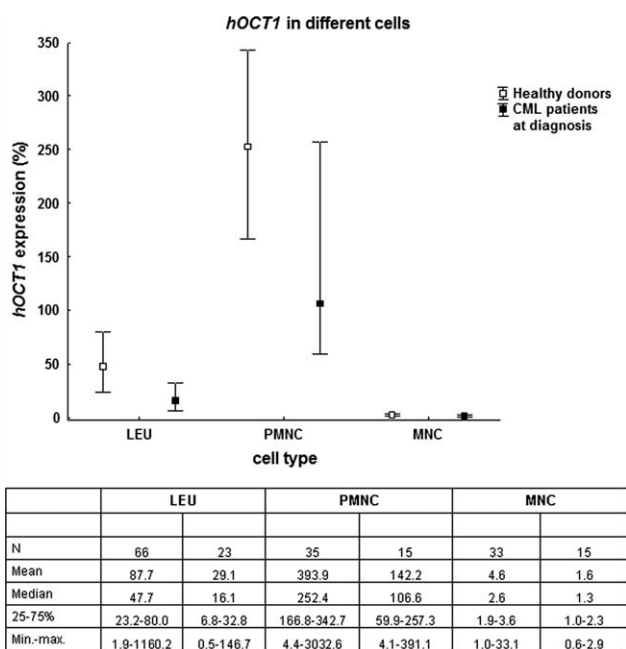 hOCT1 in different cells
350
300
250
200
150
100
50
0
hOCT1 expression (%)
Healthy donors
CML patients
at diagnosis
LEU PMNC MNC
cell type
LEU PMNC MNC
N 66 23 35 15 33 15
Mean 87.7 29.1 393.9 142.2 4.6 1.6
Median 47.7 16.1 252.4 106.6 2.6 1.3
25-75% 23.2-80.0 6.8-32.8 166.8-342.7 59.9-257.3 1.9-3.6 1.0-2.3
Min.-max. 1.9-1160.2 0.5-146.7 4.4-3032.6 4.1-391.1 1.0-33.1 0.6-2.9